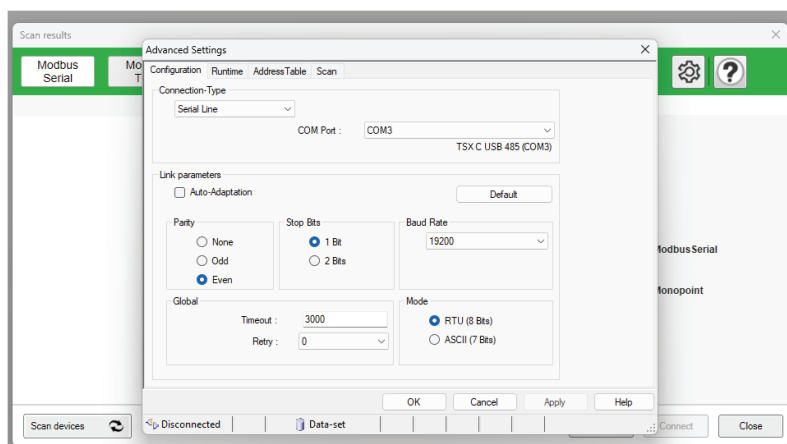 Scan results
Modbus
Serial
Advanced Settings
Configuration Runtime AddressTable Scan
Connection-Type
Serial Line
COM Port : COM3
TSX C USB 485 (COM3)
Link parameters
Auto-Adaptation
Default
Parity
None
Odd
Even
Stop Bits
1 Bit
2 Bits
Baud Rate
19200
Global
Timeout : 3000
Retry : 0
Mode
RTU (8 Bits)
ASCII (7 Bits)
OK Cancel Apply Help
Disconnected Data-set
Scan devices
Connect Close